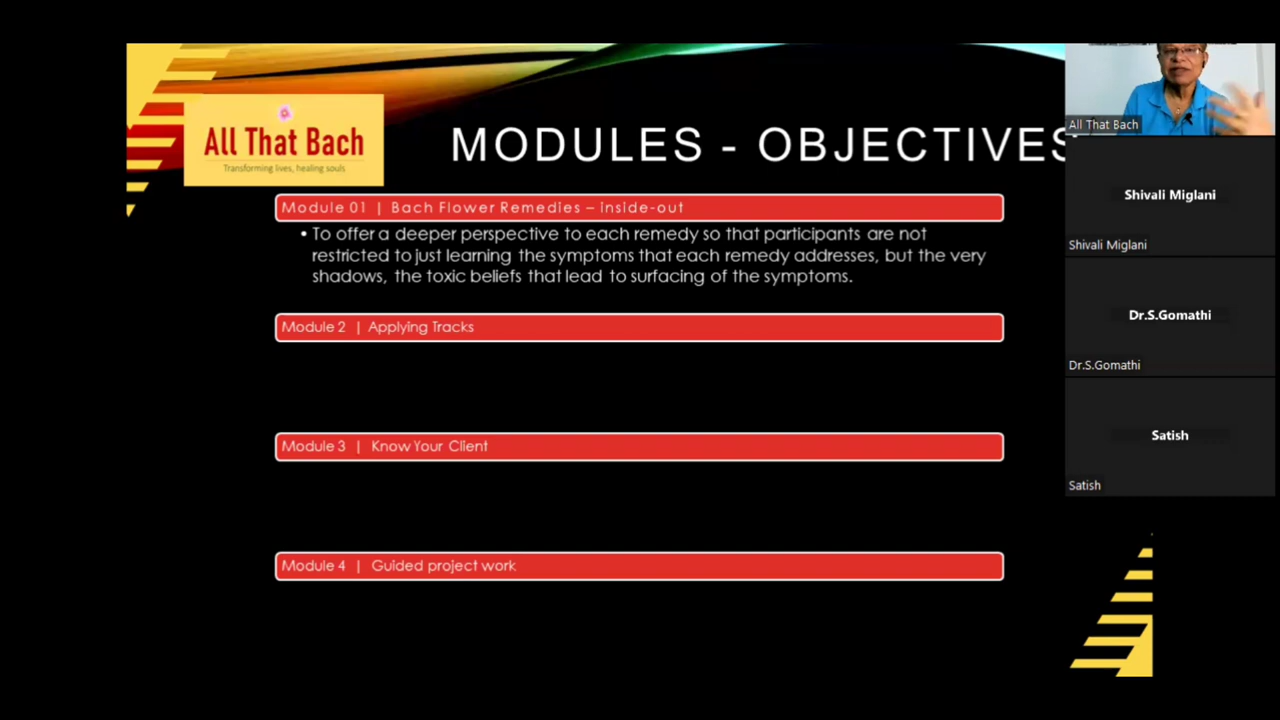 All That Bach
Transforming lives, healing souls
MODULES - OBJECTIVES
Module 01 | Bach Flower Remedies – inside-out
• To offer a deeper perspective to each remedy so that participants are not
restricted to just learning the symptoms that each remedy addresses, but the very
shadows, the toxic beliefs that lead to surfacing of the symptoms.
Module 2 | Applying Tracks
Module 3 | Know Your Client
Module 4 | Guided project work
All That Bach
Shivali Miglani
Shivali Miglani
Dr.S.Gomathi
Dr.S.Gomathi
Satish
Satish